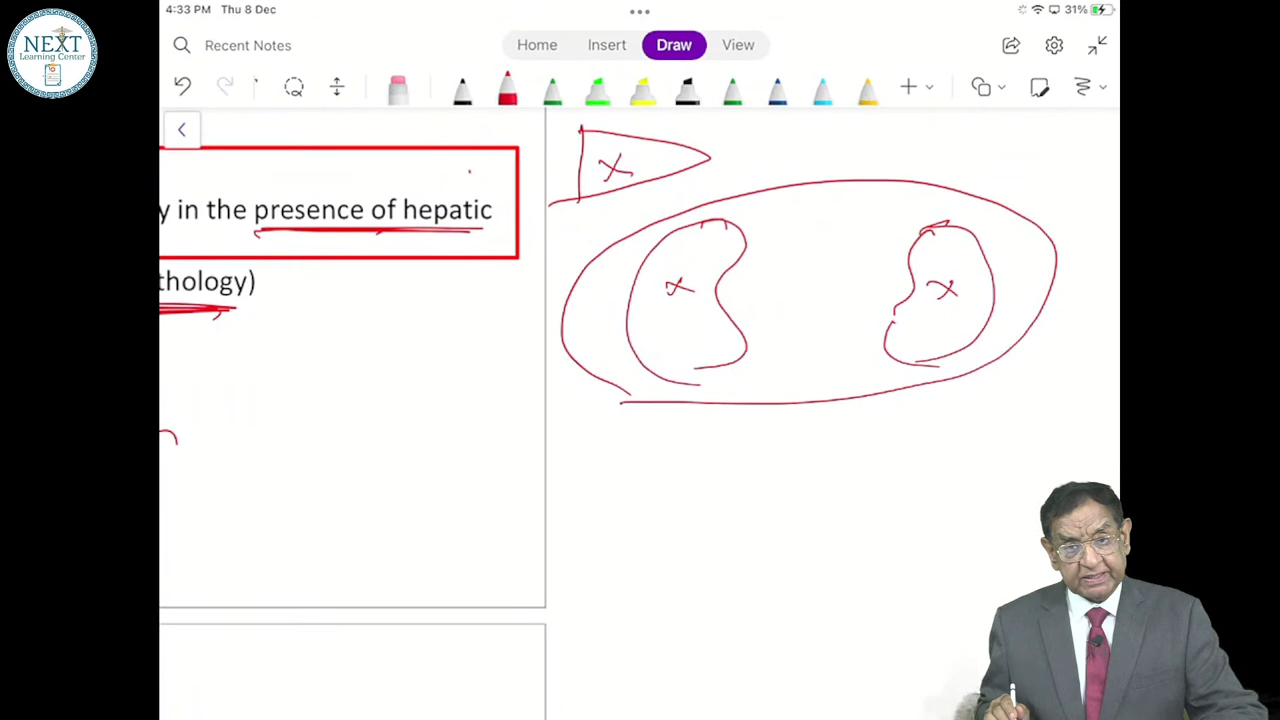 4:33 PM Thu 8 Dec
31%
NEXT
Learning Center
Recent Notes
Home Insert Draw View
X
y in the presence of hepatic
thology)
X
X